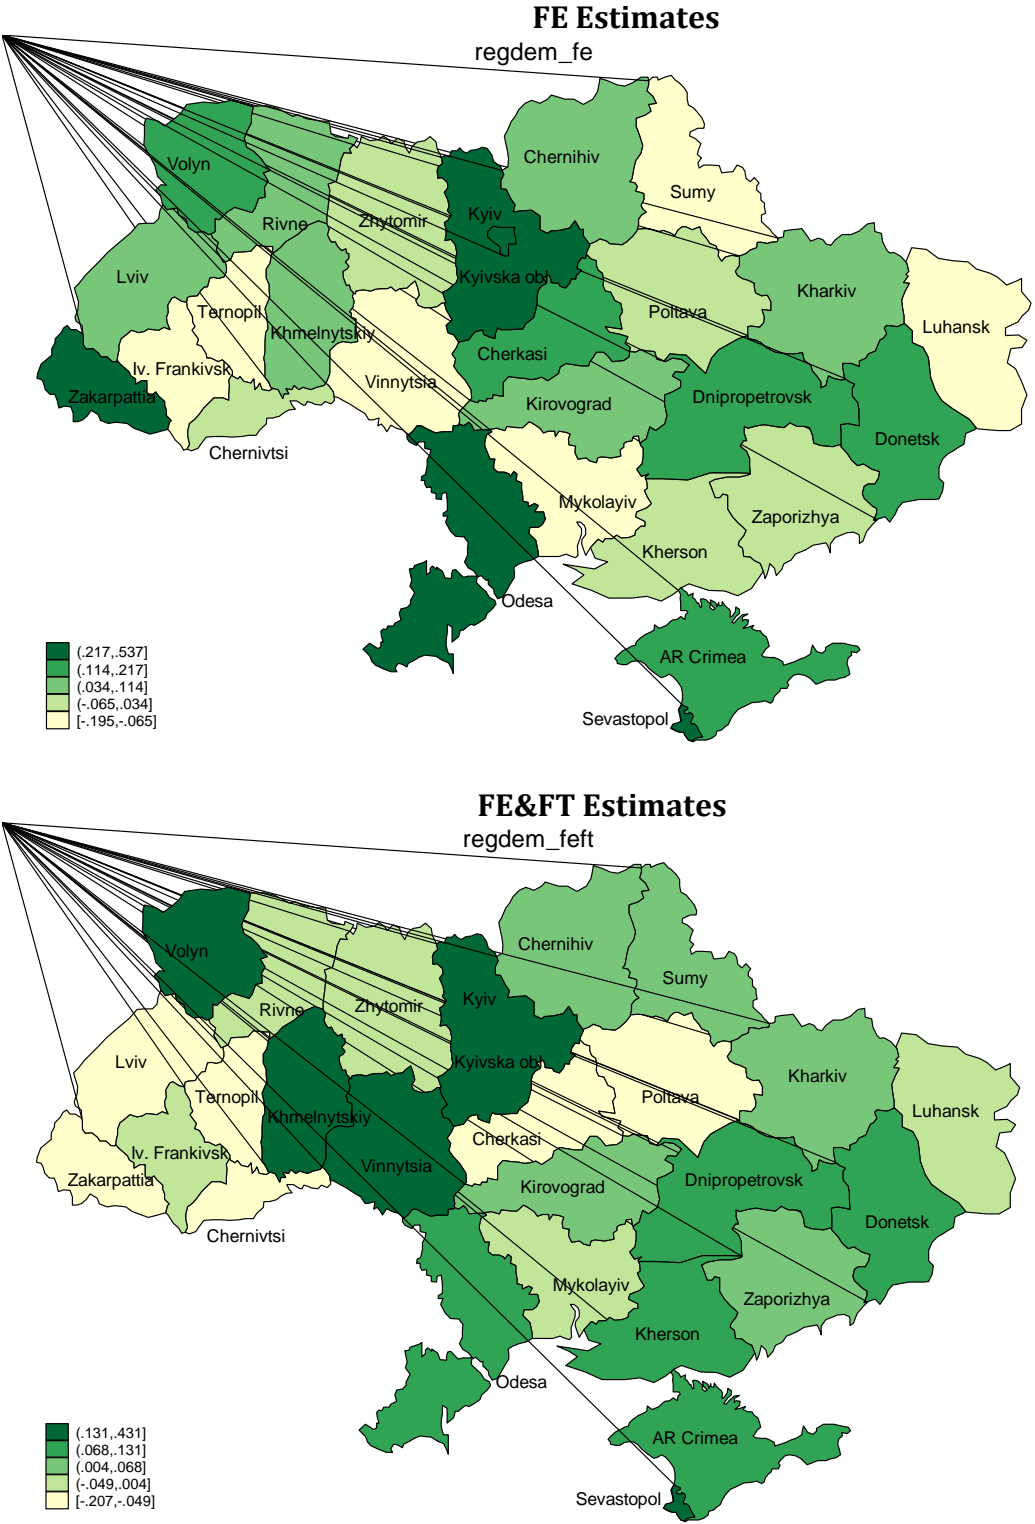 FE Estimates
regdem_fe
Chernihiv
Volyn
Sumy
Kyiv
Rivne
Zhytomir
Lviv
Kyivska obl
Kharkiv
Ternopil
Poltava
Luhansk
Khmelnytskiy
Cherkasi
Iv. Frankivsk
Vinnytsia
Zakarpattia
Kirovograd
Dnipropetrovsk
Donetsk
Chernivtsi
Mykolayiv
Zaporizhya
Kherson
Odesa
AR Crimea
Sevastopol
(.217,.537]
(.114,.217]
(.034,.114]
(-.065,.034]
[-.195,-.065]
FE&FT Estimates
regdem_feft
Chernihiv
Volyn
Sumy
Kyiv
Rivne
Zhytomir
Lviv
Kyivska obl
Kharkiv
Ternopil
Poltava
Luhansk
Khmelnytskiy
Cherkasi
Iv. Frankivsk
Vinnytsia
Zakarpattia
Kirovograd
Dnipropetrovsk
Donetsk
Chernivtsi
Mykolayiv
Zaporizhya
Kherson
Odesa
AR Crimea
Sevastopol
(.131,.431]
(.068,.131]
(.004,.068]
(-.049,.004]
[-.207,-.049]